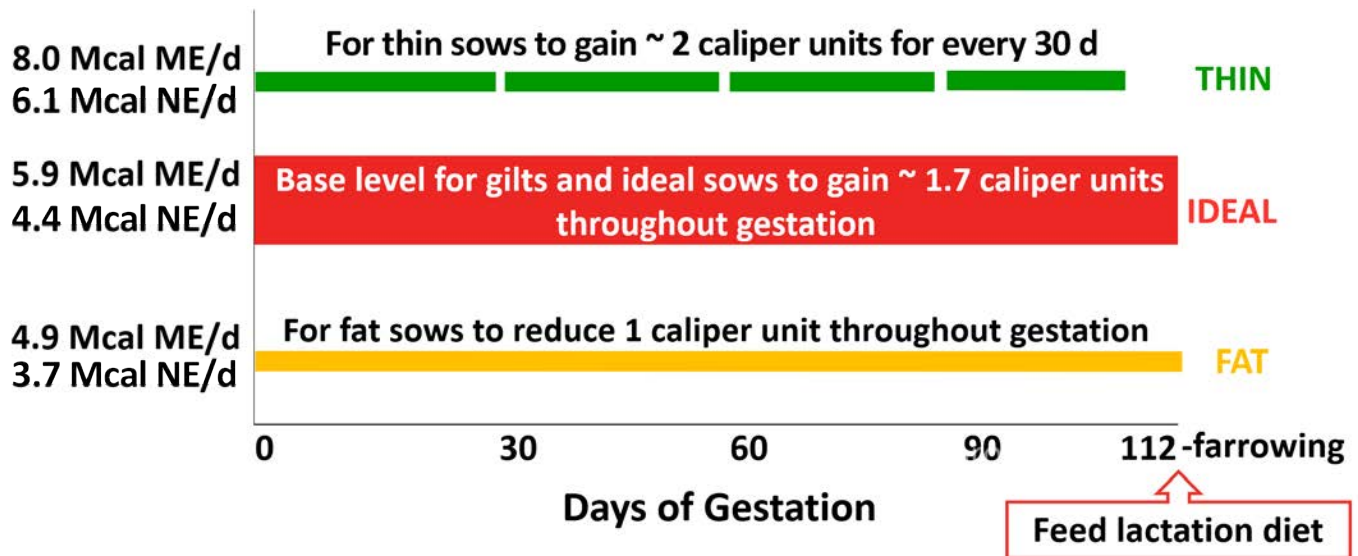 For thin sows to gain ~ 2 caliper units for every 30 d
8.0 Mcal ME/d
6.1 Mcal NE/d
THIN
5.9 Mcal ME/d
4.4 Mcal NE/d
Base level for gilts and ideal sows to gain ~ 1.7 caliper units
throughout gestation
IDEAL
For fat sows to reduce 1 caliper unit throughout gestation
4.9 Mcal ME/d
3.7 Mcal NE/d
FAT
0 30 60 90 112 -farrowing
Days of Gestation
Feed lactation diet